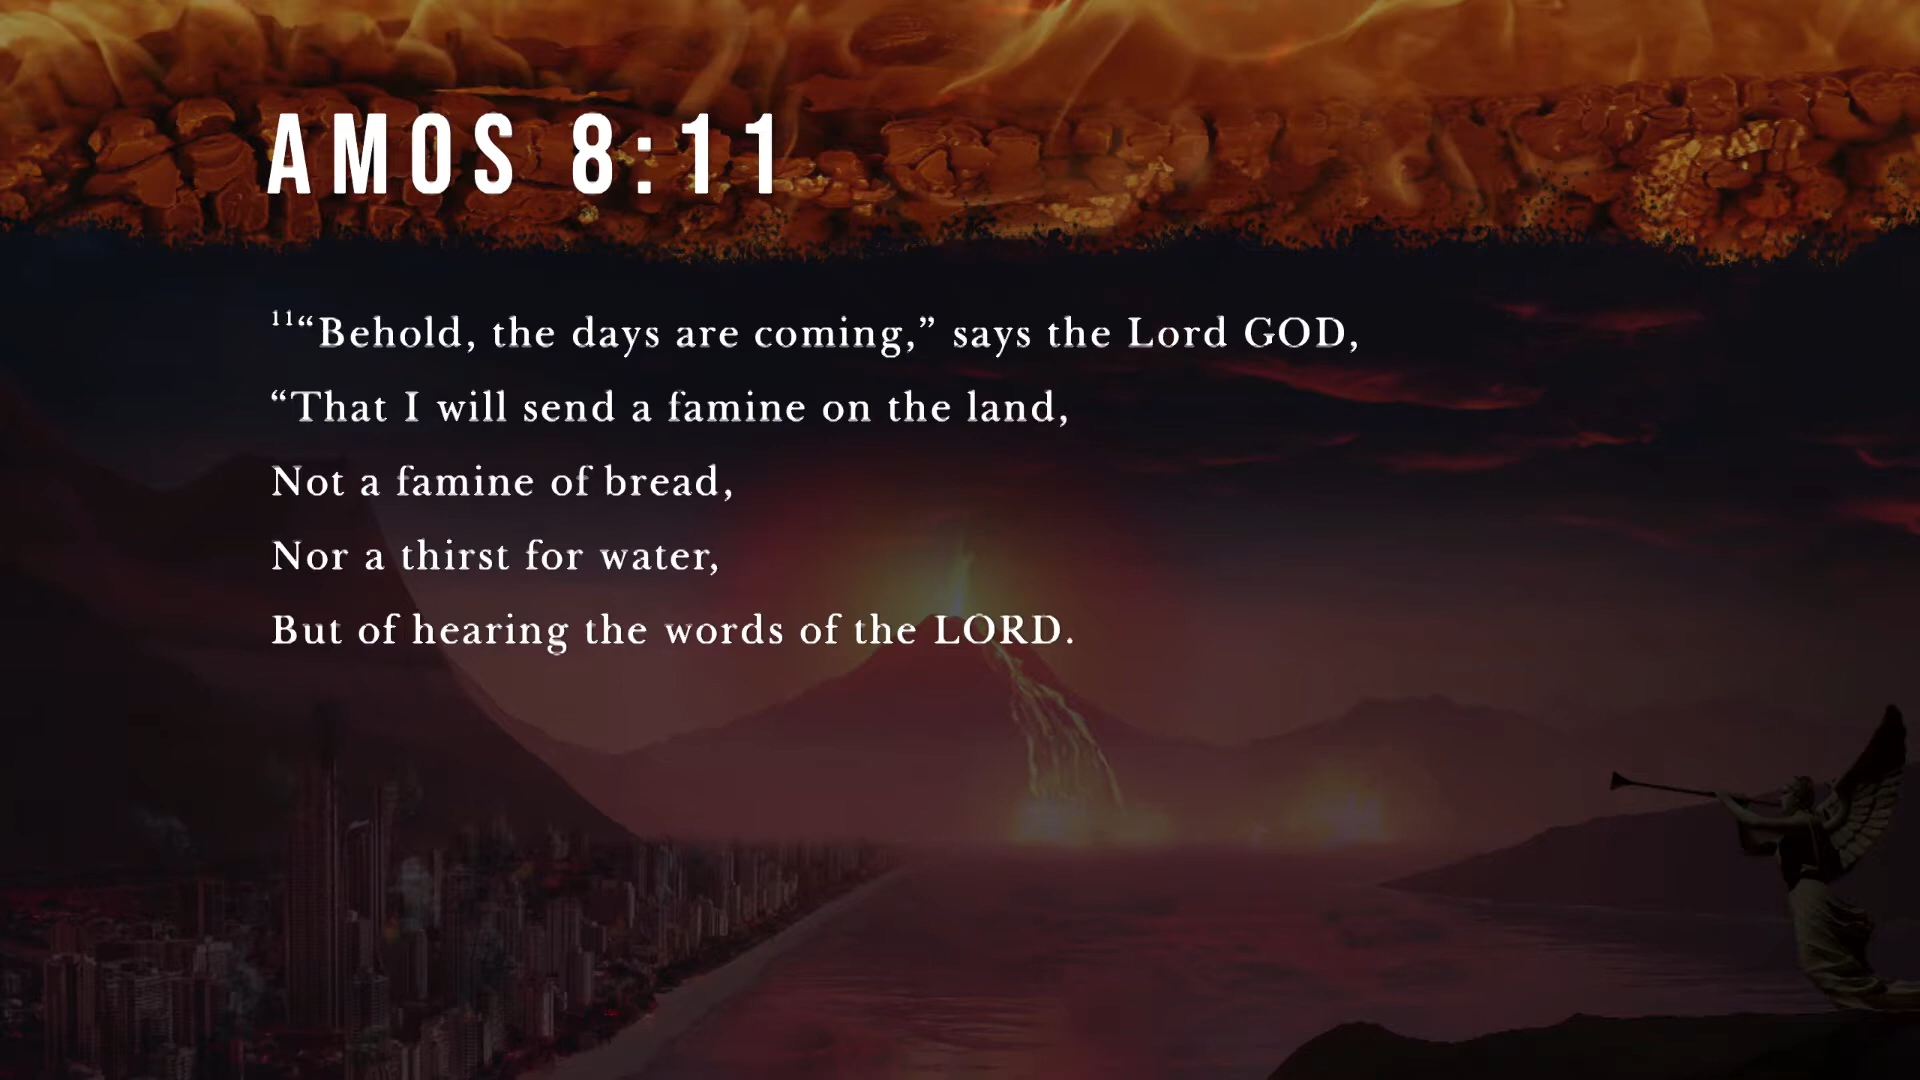 AMOS 8:11
11“Behold, the days are coming,” says the Lord GOD,
“That I will send a famine on the land,
Not a famine of bread,
Nor a thirst for water,
But of hearing the words of the LORD.